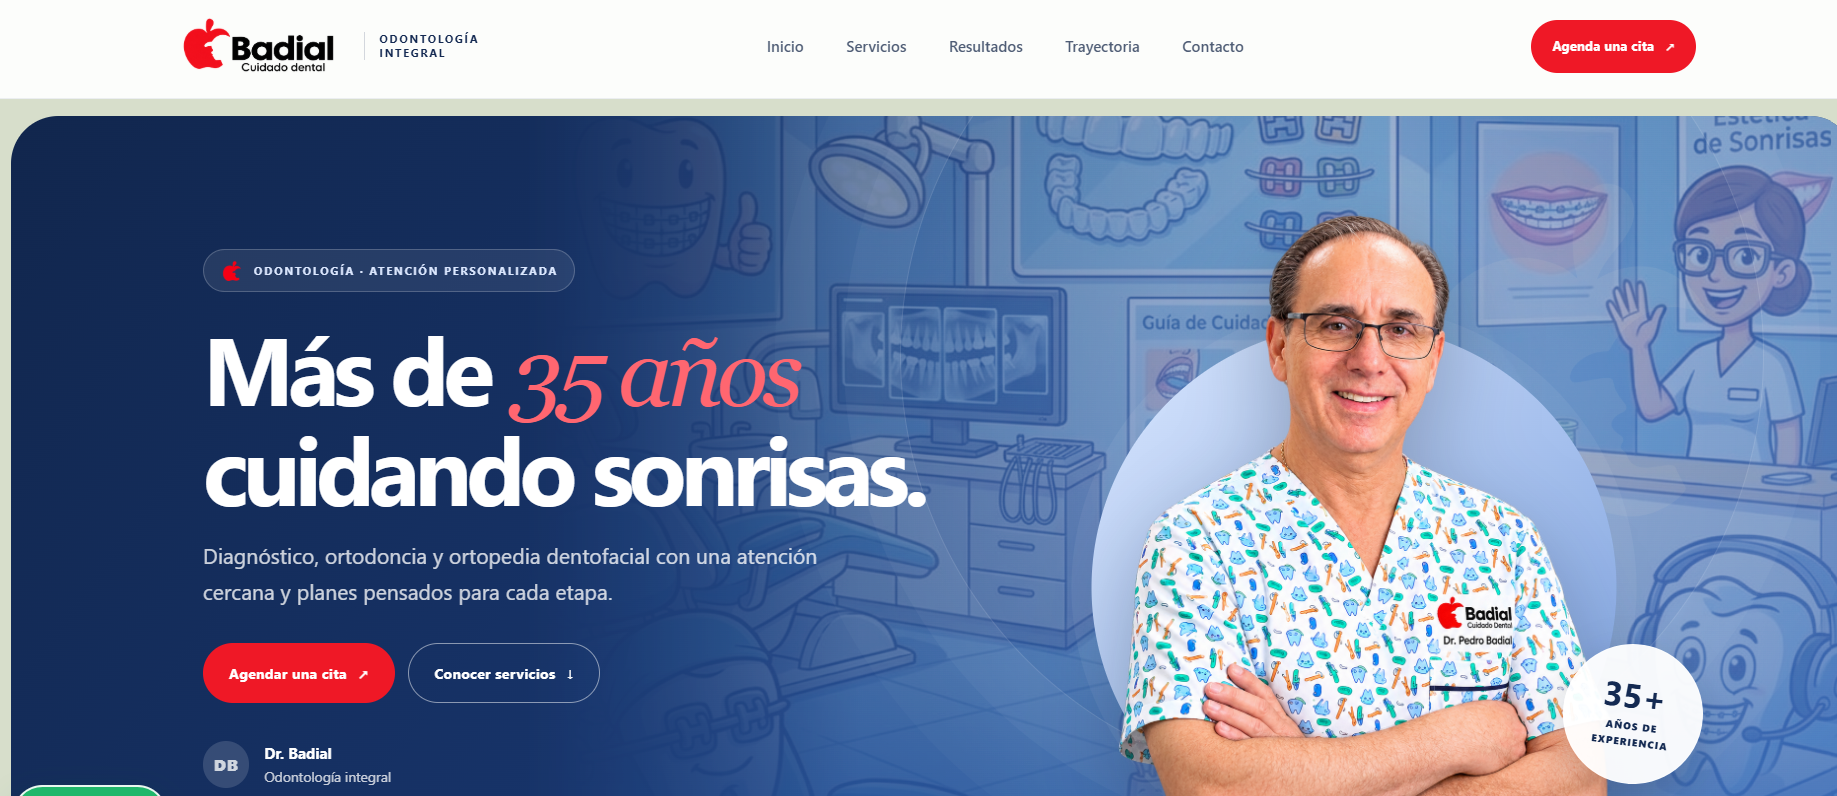 Badial
Cuidado dental
ODONTOLOGÍA
INTEGRAL
Inicio
Servicios
Resultados
Trayectoria
Contacto
Agenda una cita ↗
Estética
de Sonrisas
ODONTOLOGÍA · ATENCIÓN PERSONALIZADA
Guía de Cuidad
Más de 35 años
cuidando sonrisas.
Diagnóstico, ortodoncia y ortopedia dentofacial con una atención
cercana y planes pensados para cada etapa.
Badial
Cuidado Dental
Dr. Pedro Badial
Agendar una cita ↗
Conocer servicios ↓
35+
AÑOS DE
EXPERIENCIA
DB
Dr. Badial
Odontología integral